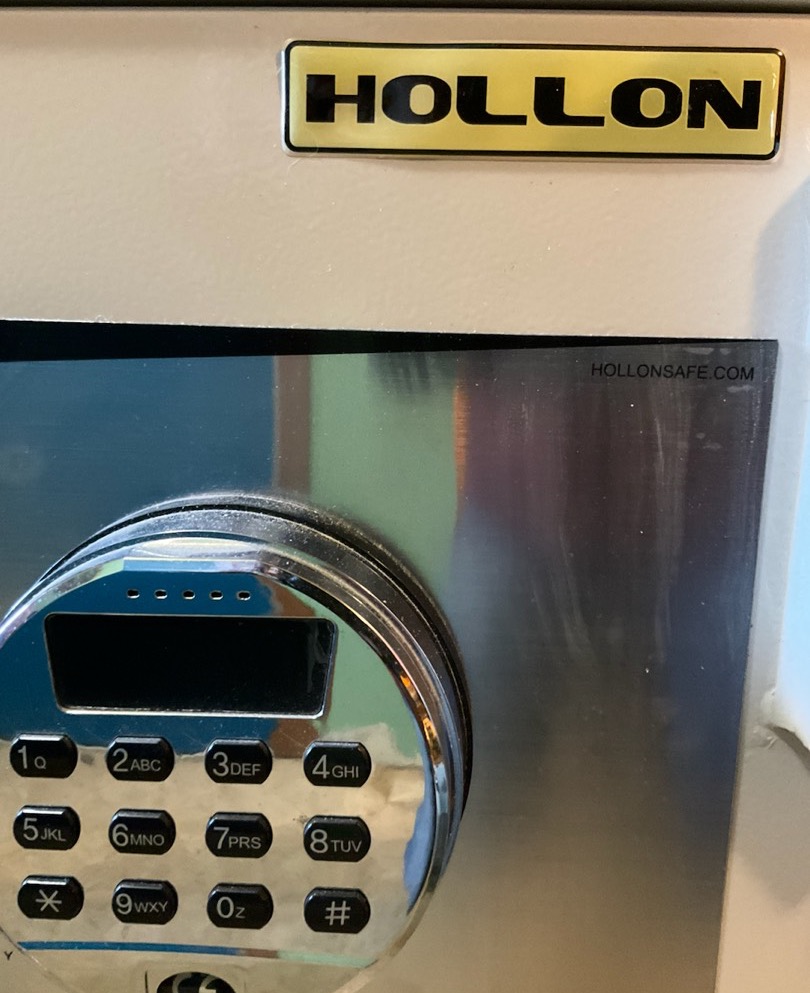 HOLLON
HOLLONSAFE.COM
1Q 2ABC 3DEF 4GHI
5JKL 6MNO 7PRS 8TUV
* 9WXY 0Z #
Y